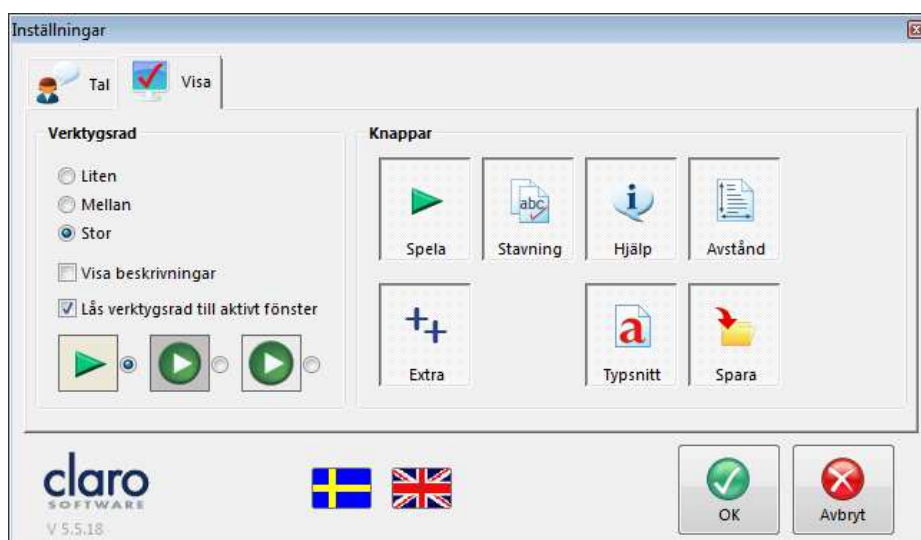 Inställningar
Tal
Visa
Verktygsrad
Liten
Mellan
Stor
Visa beskrivningar
Lås verktygsrad till aktivt fönster
Knappar
Spela
abc
Stavning
i
Hjälp
Avstånd
Extra
a
Typsnitt
Spara
claro
SOFTWARE
V 5.5.18
OK
Avbryt